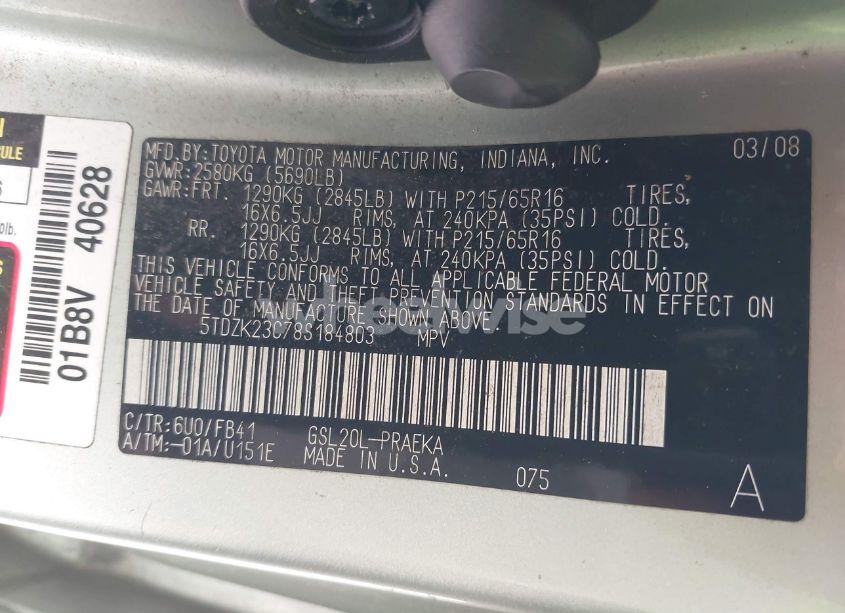 MFD.BY:TOYOTA MOTOR MANUFACTURING, INDIANA, INC. 03/08
GVWR:2580KG (5690LB)
GAWR:FRT. 1290KG (2845LB) WITH P215/65R16 TIRES,
16X6.5JJ RIMS, AT 240KPA (35PSI) COLD.
RR. 1290KG (2845LB) WITH P215/65R16 TIRES,
16X6.5JJ RIMS, AT 240KPA (35PSI) COLD.
THIS VEHICLE CONFORMS TO ALL APPLICABLE FEDERAL MOTOR
VEHICLE SAFETY AND THEFT PREVENTION STANDARDS IN EFFECT ON
THE DATE OF MANUFACTURE SHOWN ABOVE.
5TDZK23C78S184803 MPV
C/TR:6U0/FB41 GSL20L-PRAEKA
A/TM:-01A/U151E MADE IN U.S.A.
075
A
01B8V 40628